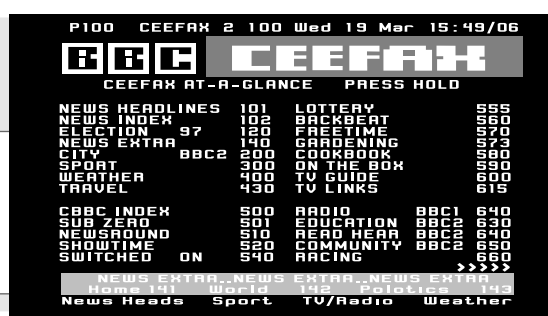 P100 CEEFAX 2 100 Wed 19 Mar 15:49/06
BBC CEEFAX
CEEFAX AT-A-GLANCE PRESS HOLD
NEWS HEADLINES 101 LOTTERY 555
NEWS INDEX 102 BACKBEAT 560
ELECTION 97 120 FREETIME 570
NEWS EXTRA 140 GARDENING 573
CITY BBC2 200 COOKBOOK 580
SPORT 300 ON THE BOX 590
WEATHER 400 TV GUIDE 600
TRAVEL 430 TV LINKS 615
CBBC INDEX 500 RADIO BBC1 640
SUB ZERO 501 EDUCATION BBC2 630
NEWSROUND 510 READ HEAR BBC2 640
SHOWTIME 520 COMMUNITY BBC2 650
SWITCHED ON 540 RACING 660
>>>>>
NEWS EXTRA..NEWS EXTRA..NEWS EXTRA
Home 141 World 142 Polotics 143
News Heads Sport TV/Radio Weather